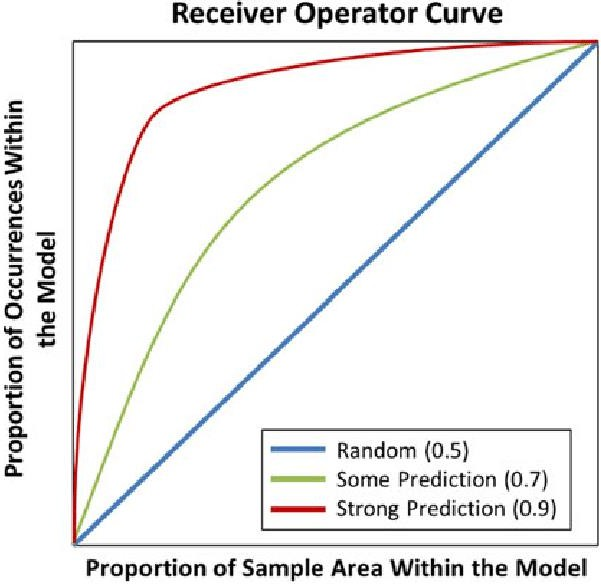 Receiver Operator Curve
Proportion of Occurrences Within
the Model
Random (0.5)
Some Prediction (0.7)
Strong Prediction (0.9)
Proportion of Sample Area Within the Model